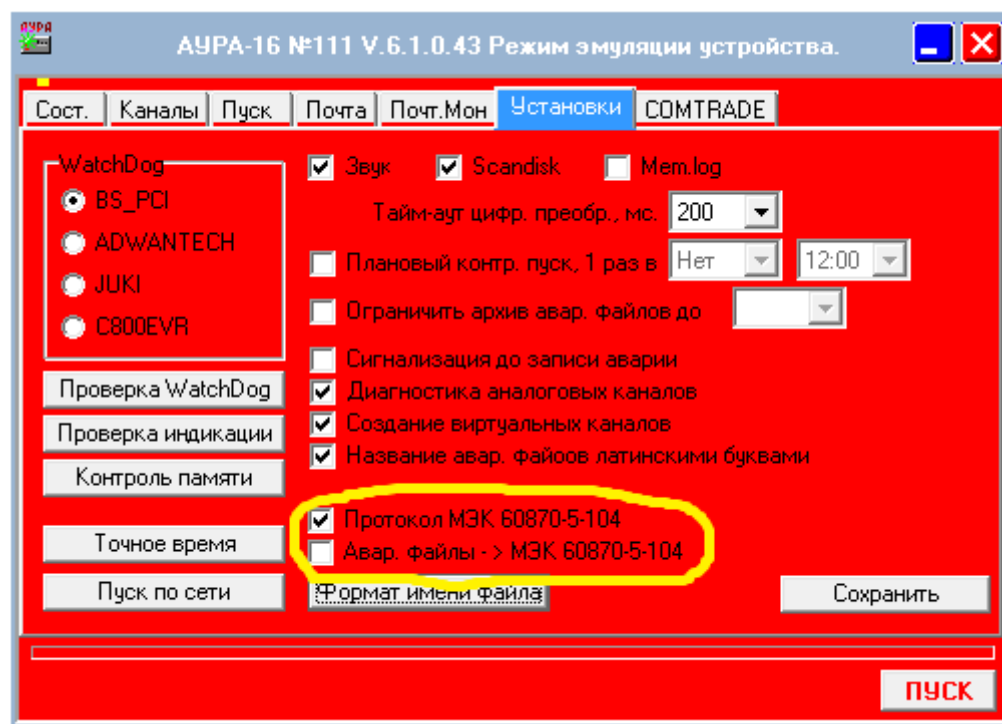 АУРА
АУРА-16 №111 V.6.1.0.43 Режим эмуляции устройства.
Сост. Каналы Пуск Почта Почт.Мон Установки COMTRADE
WatchDog
BS_PCI
ADWANTECH
JUKI
C800EVR
Проверка WatchDog
Проверка индикации
Контроль памяти
Точное время
Пуск по сети
Звук Scandisk Mem.log
Тайм-аут цифр. преобр., мс. 200
Плановый контр. пуск, 1 раз в Нет 12:00
Ограничить архив авар. файлов до
Сигнализация до записи аварии
Диагностика аналоговых каналов
Создание виртуальных каналов
Название авар. файоов латинскими буквами
Протокол МЭК 60870-5-104
Авар. файлы - > МЭК 60870-5-104
Формат имени файла
Сохранить
ПУСК